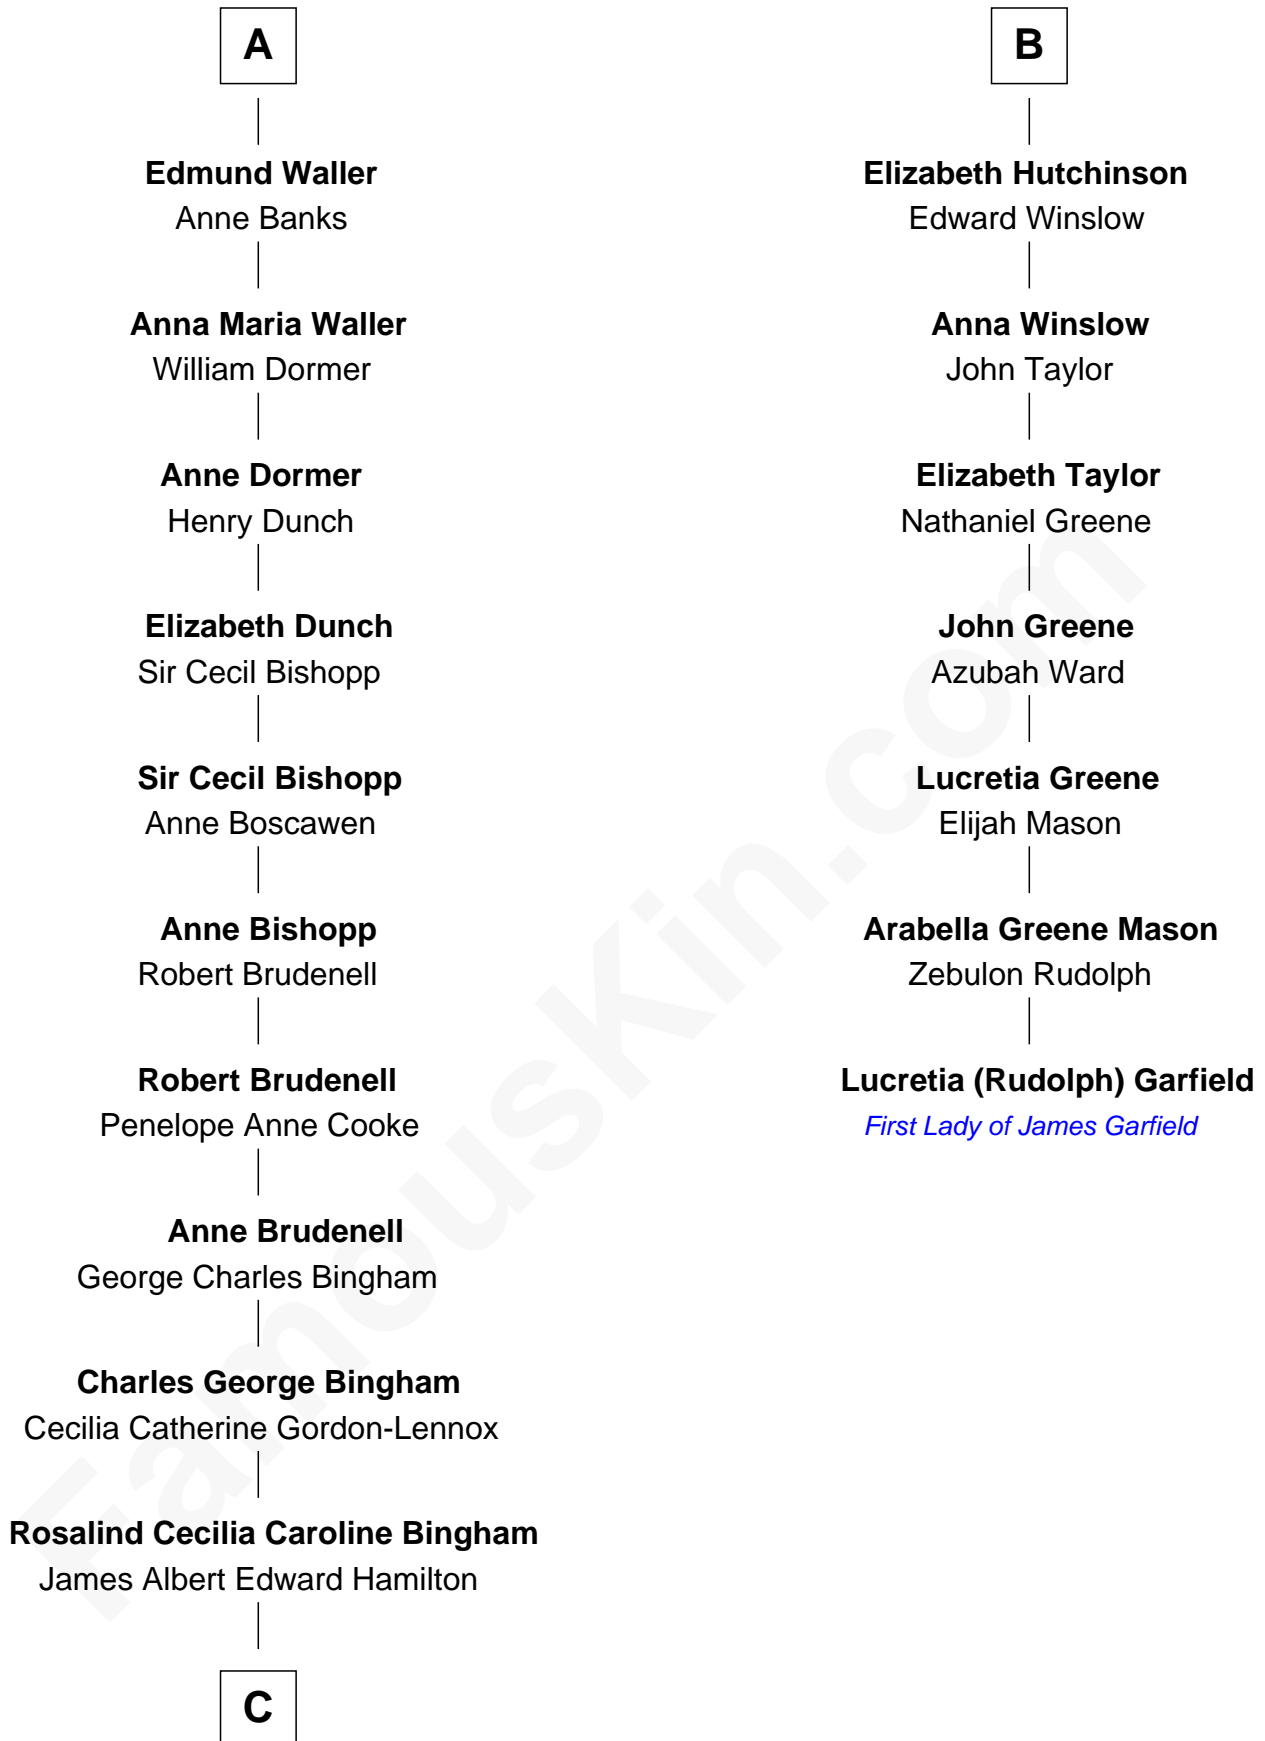 A
Edmund Waller
Anne Banks
Anna Maria Waller
William Dormer
Anne Dormer
Henry Dunch
Elizabeth Dunch
Sir Cecil Bishopp
Sir Cecil Bishopp
Anne Boscawen
Anne Bishopp
Robert Brudenell
Robert Brudenell
Penelope Anne Cooke
Anne Brudenell
George Charles Bingham
Charles George Bingham
Cecilia Catherine Gordon-Lennox
Rosalind Cecilia Caroline Bingham
James Albert Edward Hamilton
C
B
Elizabeth Hutchinson
Edward Winslow
Anna Winslow
John Taylor
Elizabeth Taylor
Nathaniel Greene
John Greene
Azubah Ward
Lucretia Greene
Elijah Mason
Arabella Greene Mason
Zebulon Rudolph
Lucretia (Rudolph) Garfield
First Lady of James Garfield
FamousKin.com